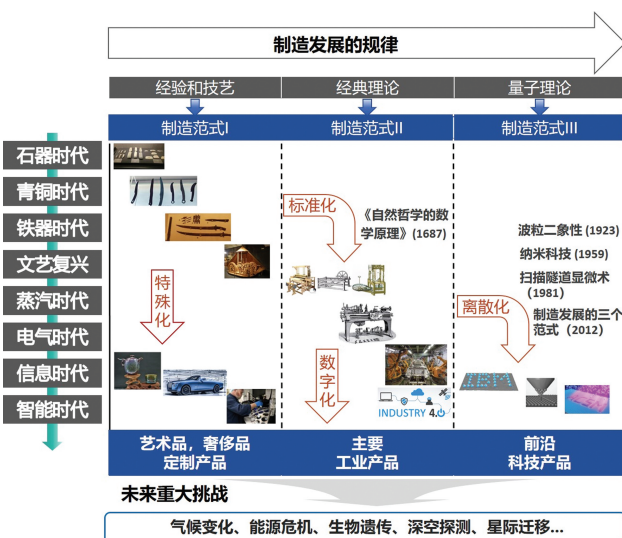 制造发展的规律
经验和技艺
经典理论
量子理论
制造范式I
制造范式II
制造范式III
石器时代
青铜时代
铁器时代
文艺复兴
蒸汽时代
电气时代
信息时代
智能时代
特殊化
标准化
《自然哲学的数
学原理》(1687)
数字化
INDUSTRY 4.0
波粒二象性 (1923)
纳米科技 (1959)
扫描隧道显微术
(1981)
离散化
制造发展的三个
范式 (2012)
艺术品，奢侈品
定制产品
主要
工业产品
前沿
科技产品
未来重大挑战
气候变化、能源危机、生物遗传、深空探测、星际迁移...